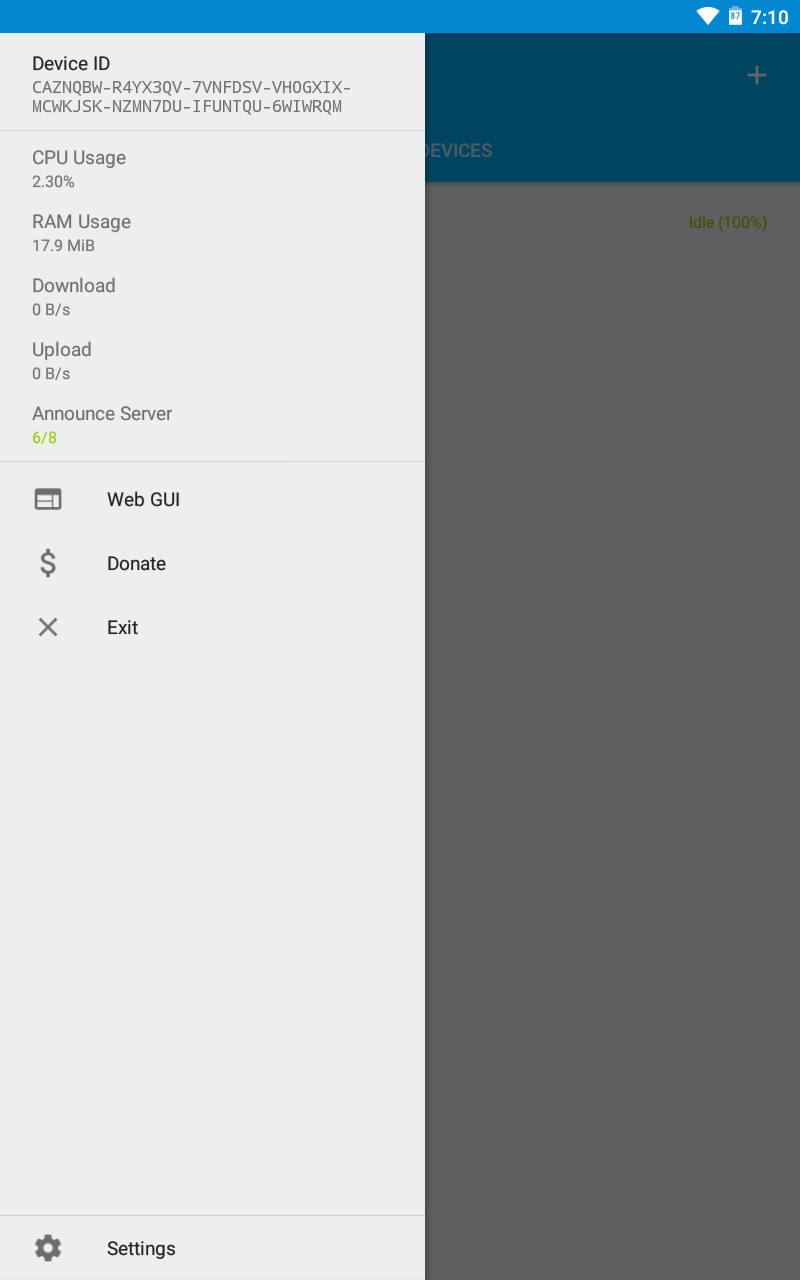 87 7:10
Device ID
CAZNQBW-R4YX3QV-7VNFDSV-VHOGXIX-
MCWKJSK-NZMN7DU-IFUNTQU-6WIWRQM
DEVICES
CPU Usage
2.30%
Idle (100%)
RAM Usage
17.9 MiB
Download
0 B/s
Upload
0 B/s
Announce Server
6/8
Web GUI
Donate
Exit
Settings